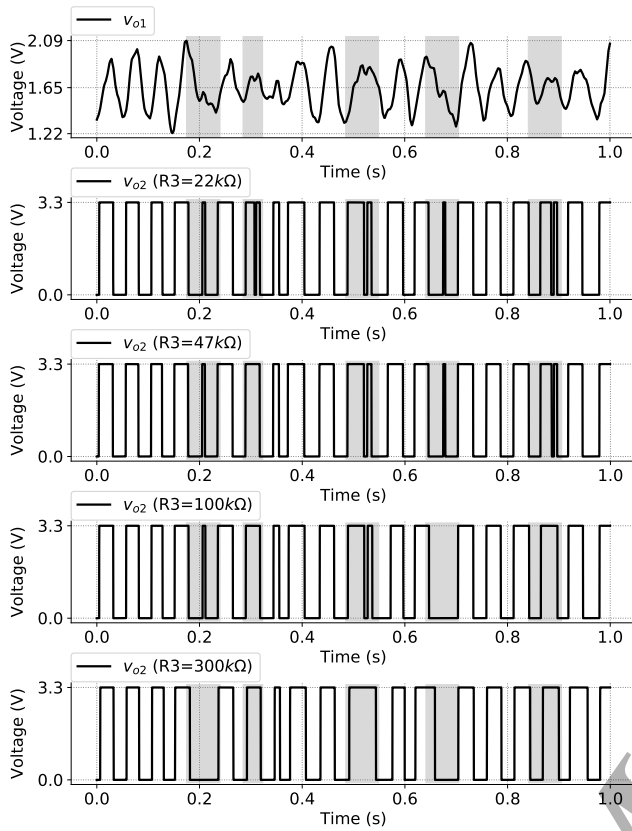 v_o1
2.09
1.65
1.22
Voltage (V)
0.0 0.2 0.4 0.6 0.8 1.0
Time (s)
v_o2 (R3=22kΩ)
3.3
0.0
Voltage (V)
0.0 0.2 0.4 0.6 0.8 1.0
Time (s)
v_o2 (R3=47kΩ)
3.3
0.0
Voltage (V)
0.0 0.2 0.4 0.6 0.8 1.0
Time (s)
v_o2 (R3=100kΩ)
3.3
0.0
Voltage (V)
0.0 0.2 0.4 0.6 0.8 1.0
Time (s)
v_o2 (R3=300kΩ)
3.3
0.0
Voltage (V)
0.0 0.2 0.4 0.6 0.8 1.0
Time (s)